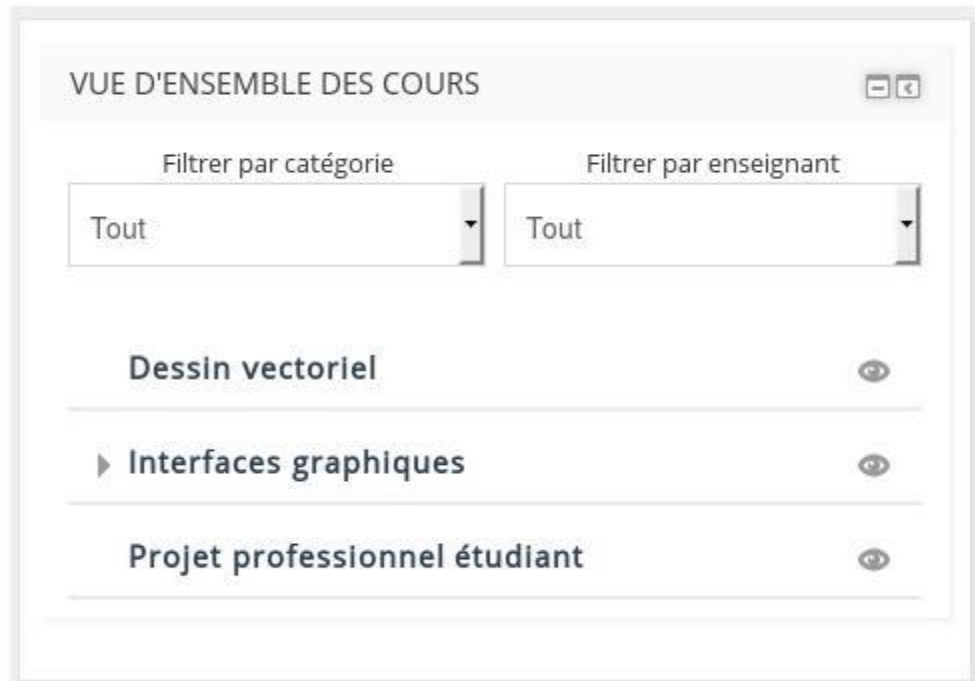 VUE D'ENSEMBLE DES COURS
Filtrer par catégorie
Filtrer par enseignant
Tout
Tout
Dessin vectoriel
Interfaces graphiques
Projet professionnel étudiant